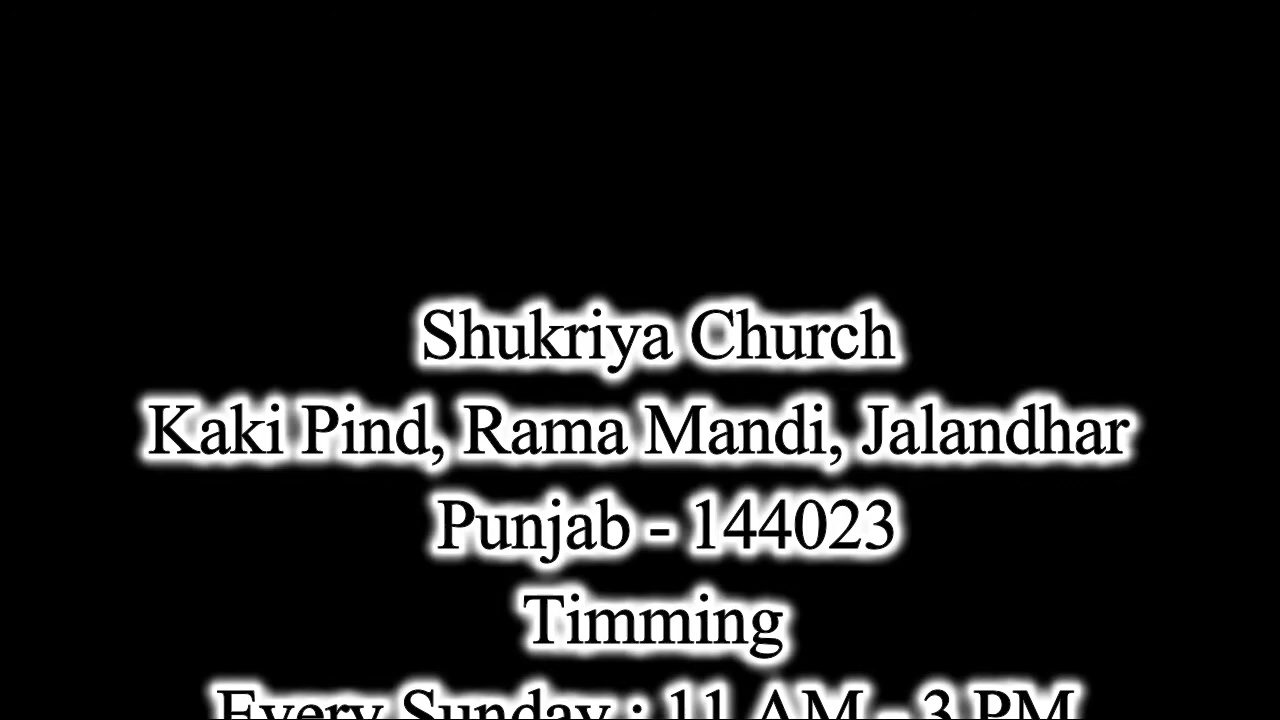 Shukriya Church
Kaki Pind, Rama Mandi, Jalandhar
Punjab - 144023
Timming
Every Sunday : 11 AM - 3 PM